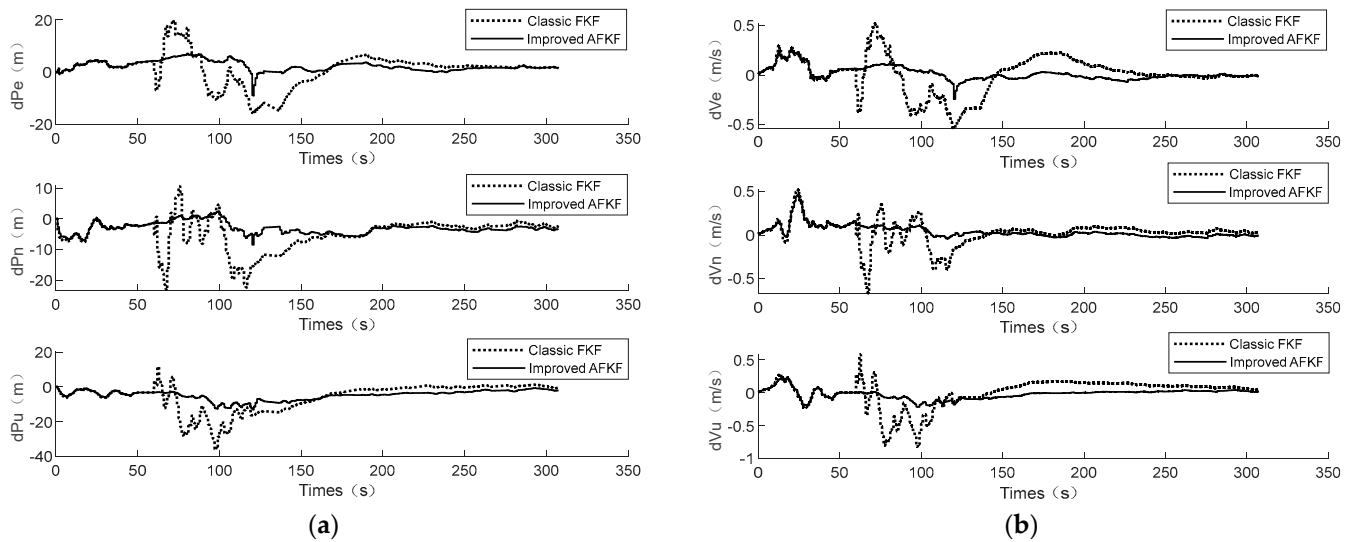 20
0
-20
dPe（m）
Classic FKF
Improved AFKF
0 50 100 150 200 250 300 350
Times（s）
10
0
-10
-20
dPn（m）
Classic FKF
Improved AFKF
0 50 100 150 200 250 300 350
Times（s）
20
0
-20
-40
dPu（m）
Classic FKF
Improved AFKF
0 50 100 150 200 250 300 350
Times（s）
(a)
0.5
0
-0.5
dVe（m/s）
Classic FKF
Improved AFKF
0 50 100 150 200 250 300 350
Times（s）
0.5
0
-0.5
dVn（m/s）
Classic FKF
Improved AFKF
0 50 100 150 200 250 300 350
Times（s）
0.5
0
-0.5
-1
dVu（m/s）
Classic FKF
Improved AFKF
0 50 100 150 200 250 300 350
Times（s）
(b)